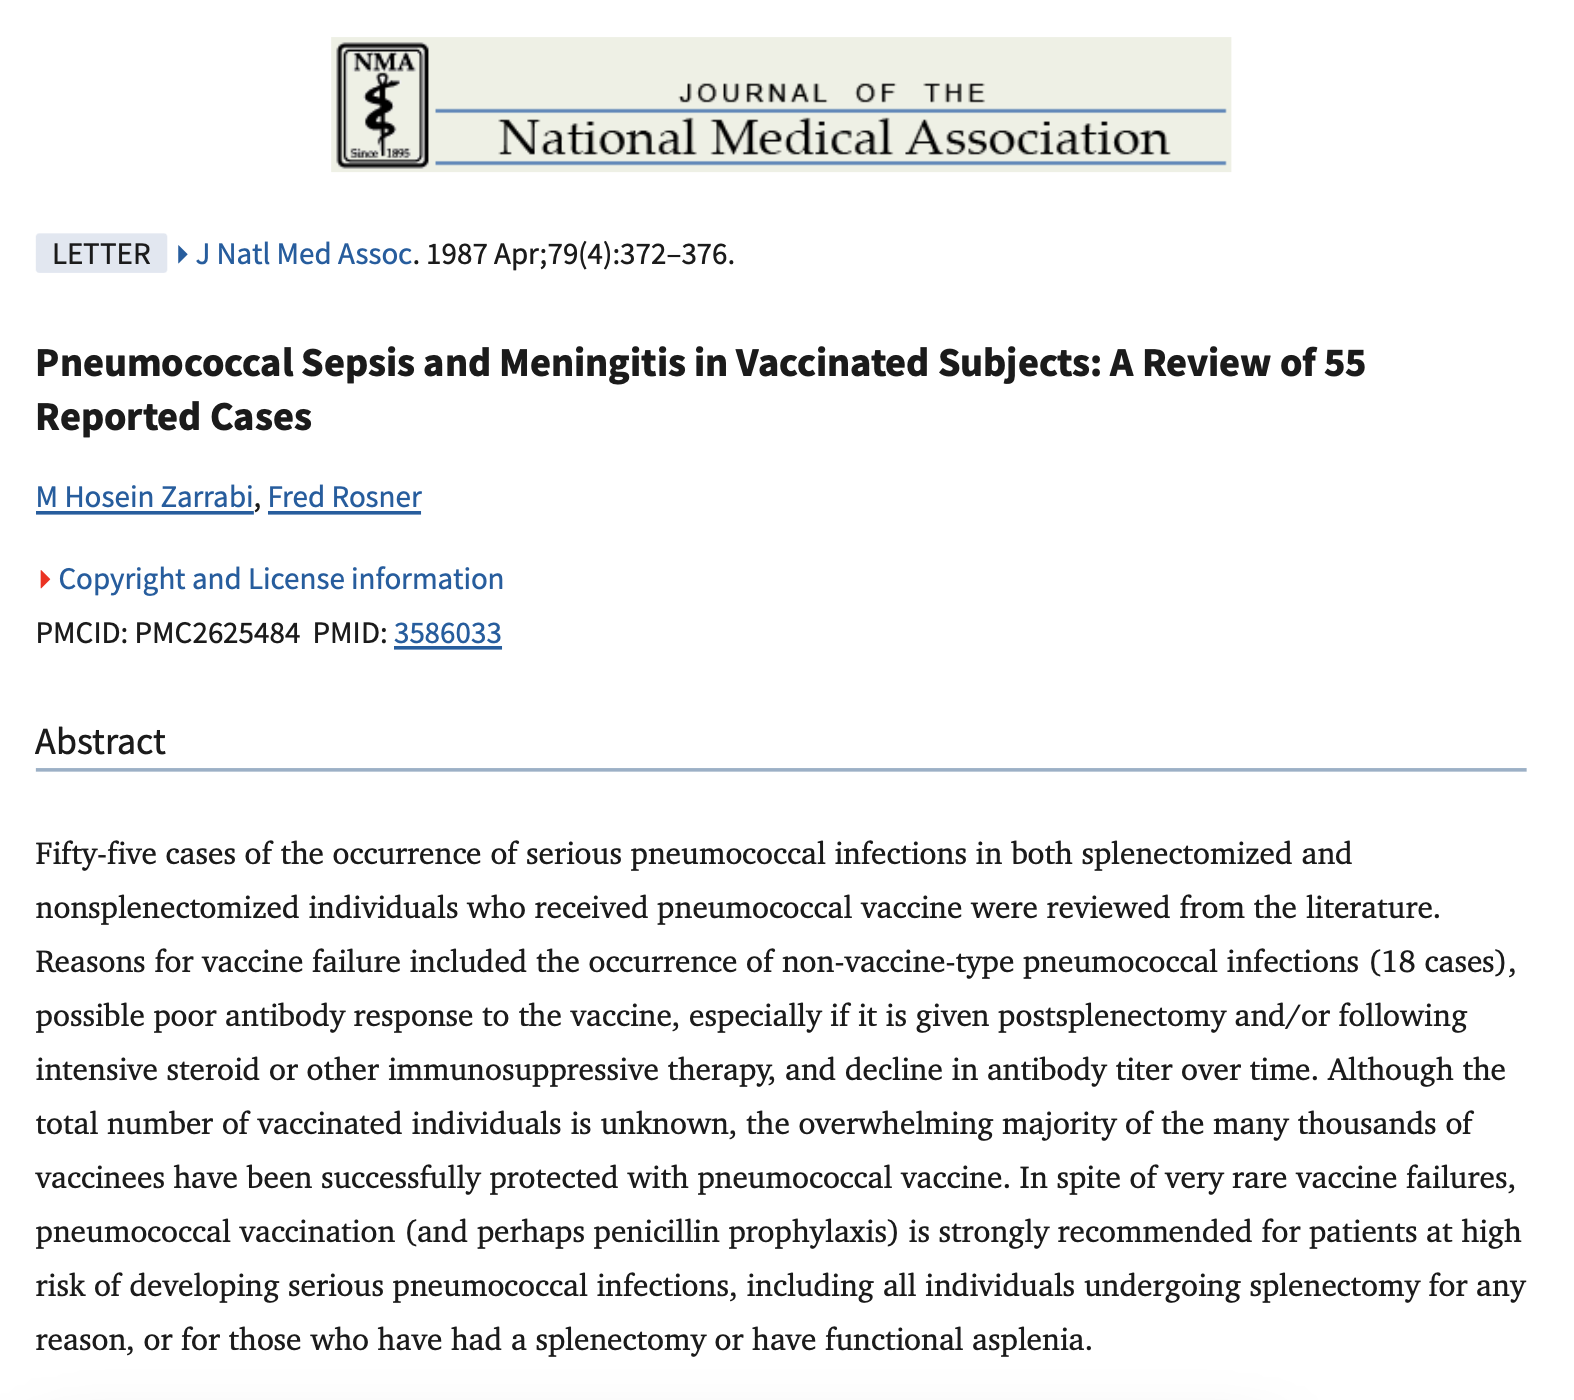 NMA
Since 1895
JOURNAL OF THE
National Medical Association
LETTER J Natl Med Assoc. 1987 Apr;79(4):372–376.
Pneumococcal Sepsis and Meningitis in Vaccinated Subjects: A Review of 55
Reported Cases
M Hosein Zarrabi, Fred Rosner
Copyright and License information
PMCID: PMC2625484 PMID: 3586033
Abstract
Fifty-five cases of the occurrence of serious pneumococcal infections in both splenectomized and
nonsplenectomized individuals who received pneumococcal vaccine were reviewed from the literature.
Reasons for vaccine failure included the occurrence of non-vaccine-type pneumococcal infections (18 cases),
possible poor antibody response to the vaccine, especially if it is given postsplenectomy and/or following
intensive steroid or other immunosuppressive therapy, and decline in antibody titer over time. Although the
total number of vaccinated individuals is unknown, the overwhelming majority of the many thousands of
vaccinees have been successfully protected with pneumococcal vaccine. In spite of very rare vaccine failures,
pneumococcal vaccination (and perhaps penicillin prophylaxis) is strongly recommended for patients at high
risk of developing serious pneumococcal infections, including all individuals undergoing splenectomy for any
reason, or for those who have had a splenectomy or have functional asplenia.